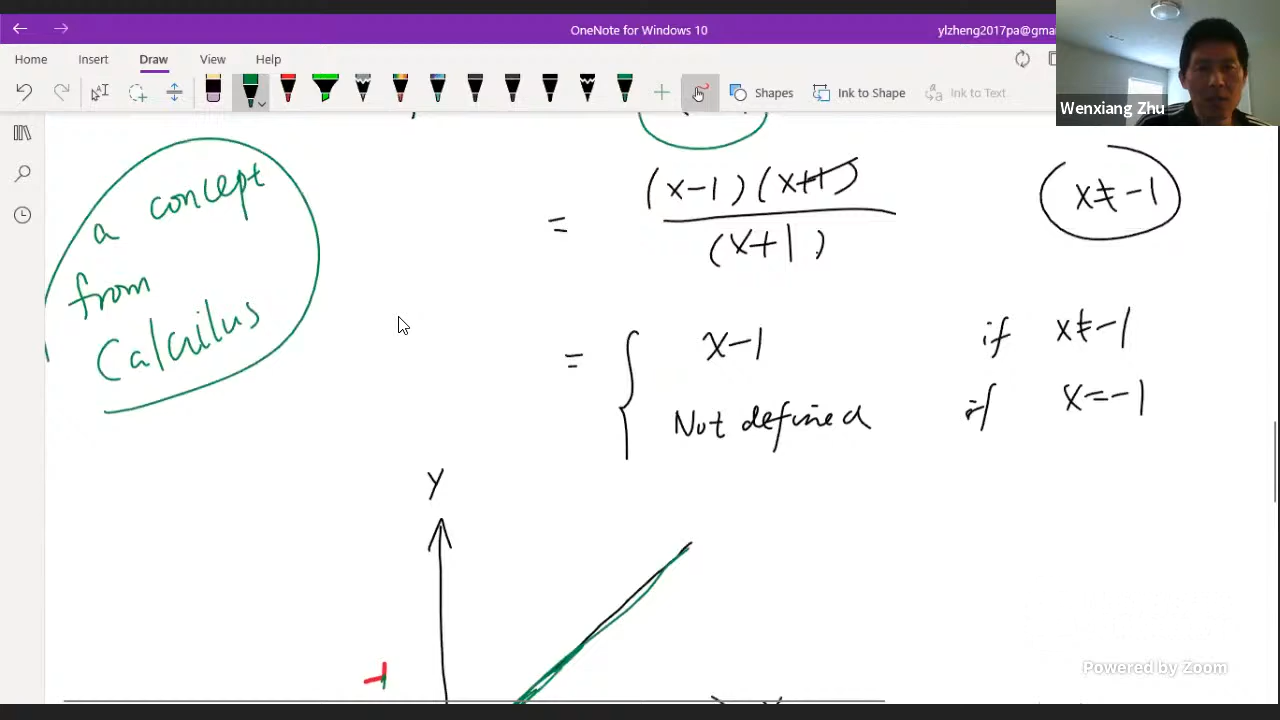 OneNote for Windows 10
ylzheng2017pa@gma
Home Insert Draw View Help
Shapes
Ink to Shape
Ink to Text
Wenxiang Zhu
a concept
from
Calculus
= (x-1)(x+1)
(x+1)
x≠-1
= { x-1 if x≠-1
Not defined if x=-1
Y
Powered by Zoom